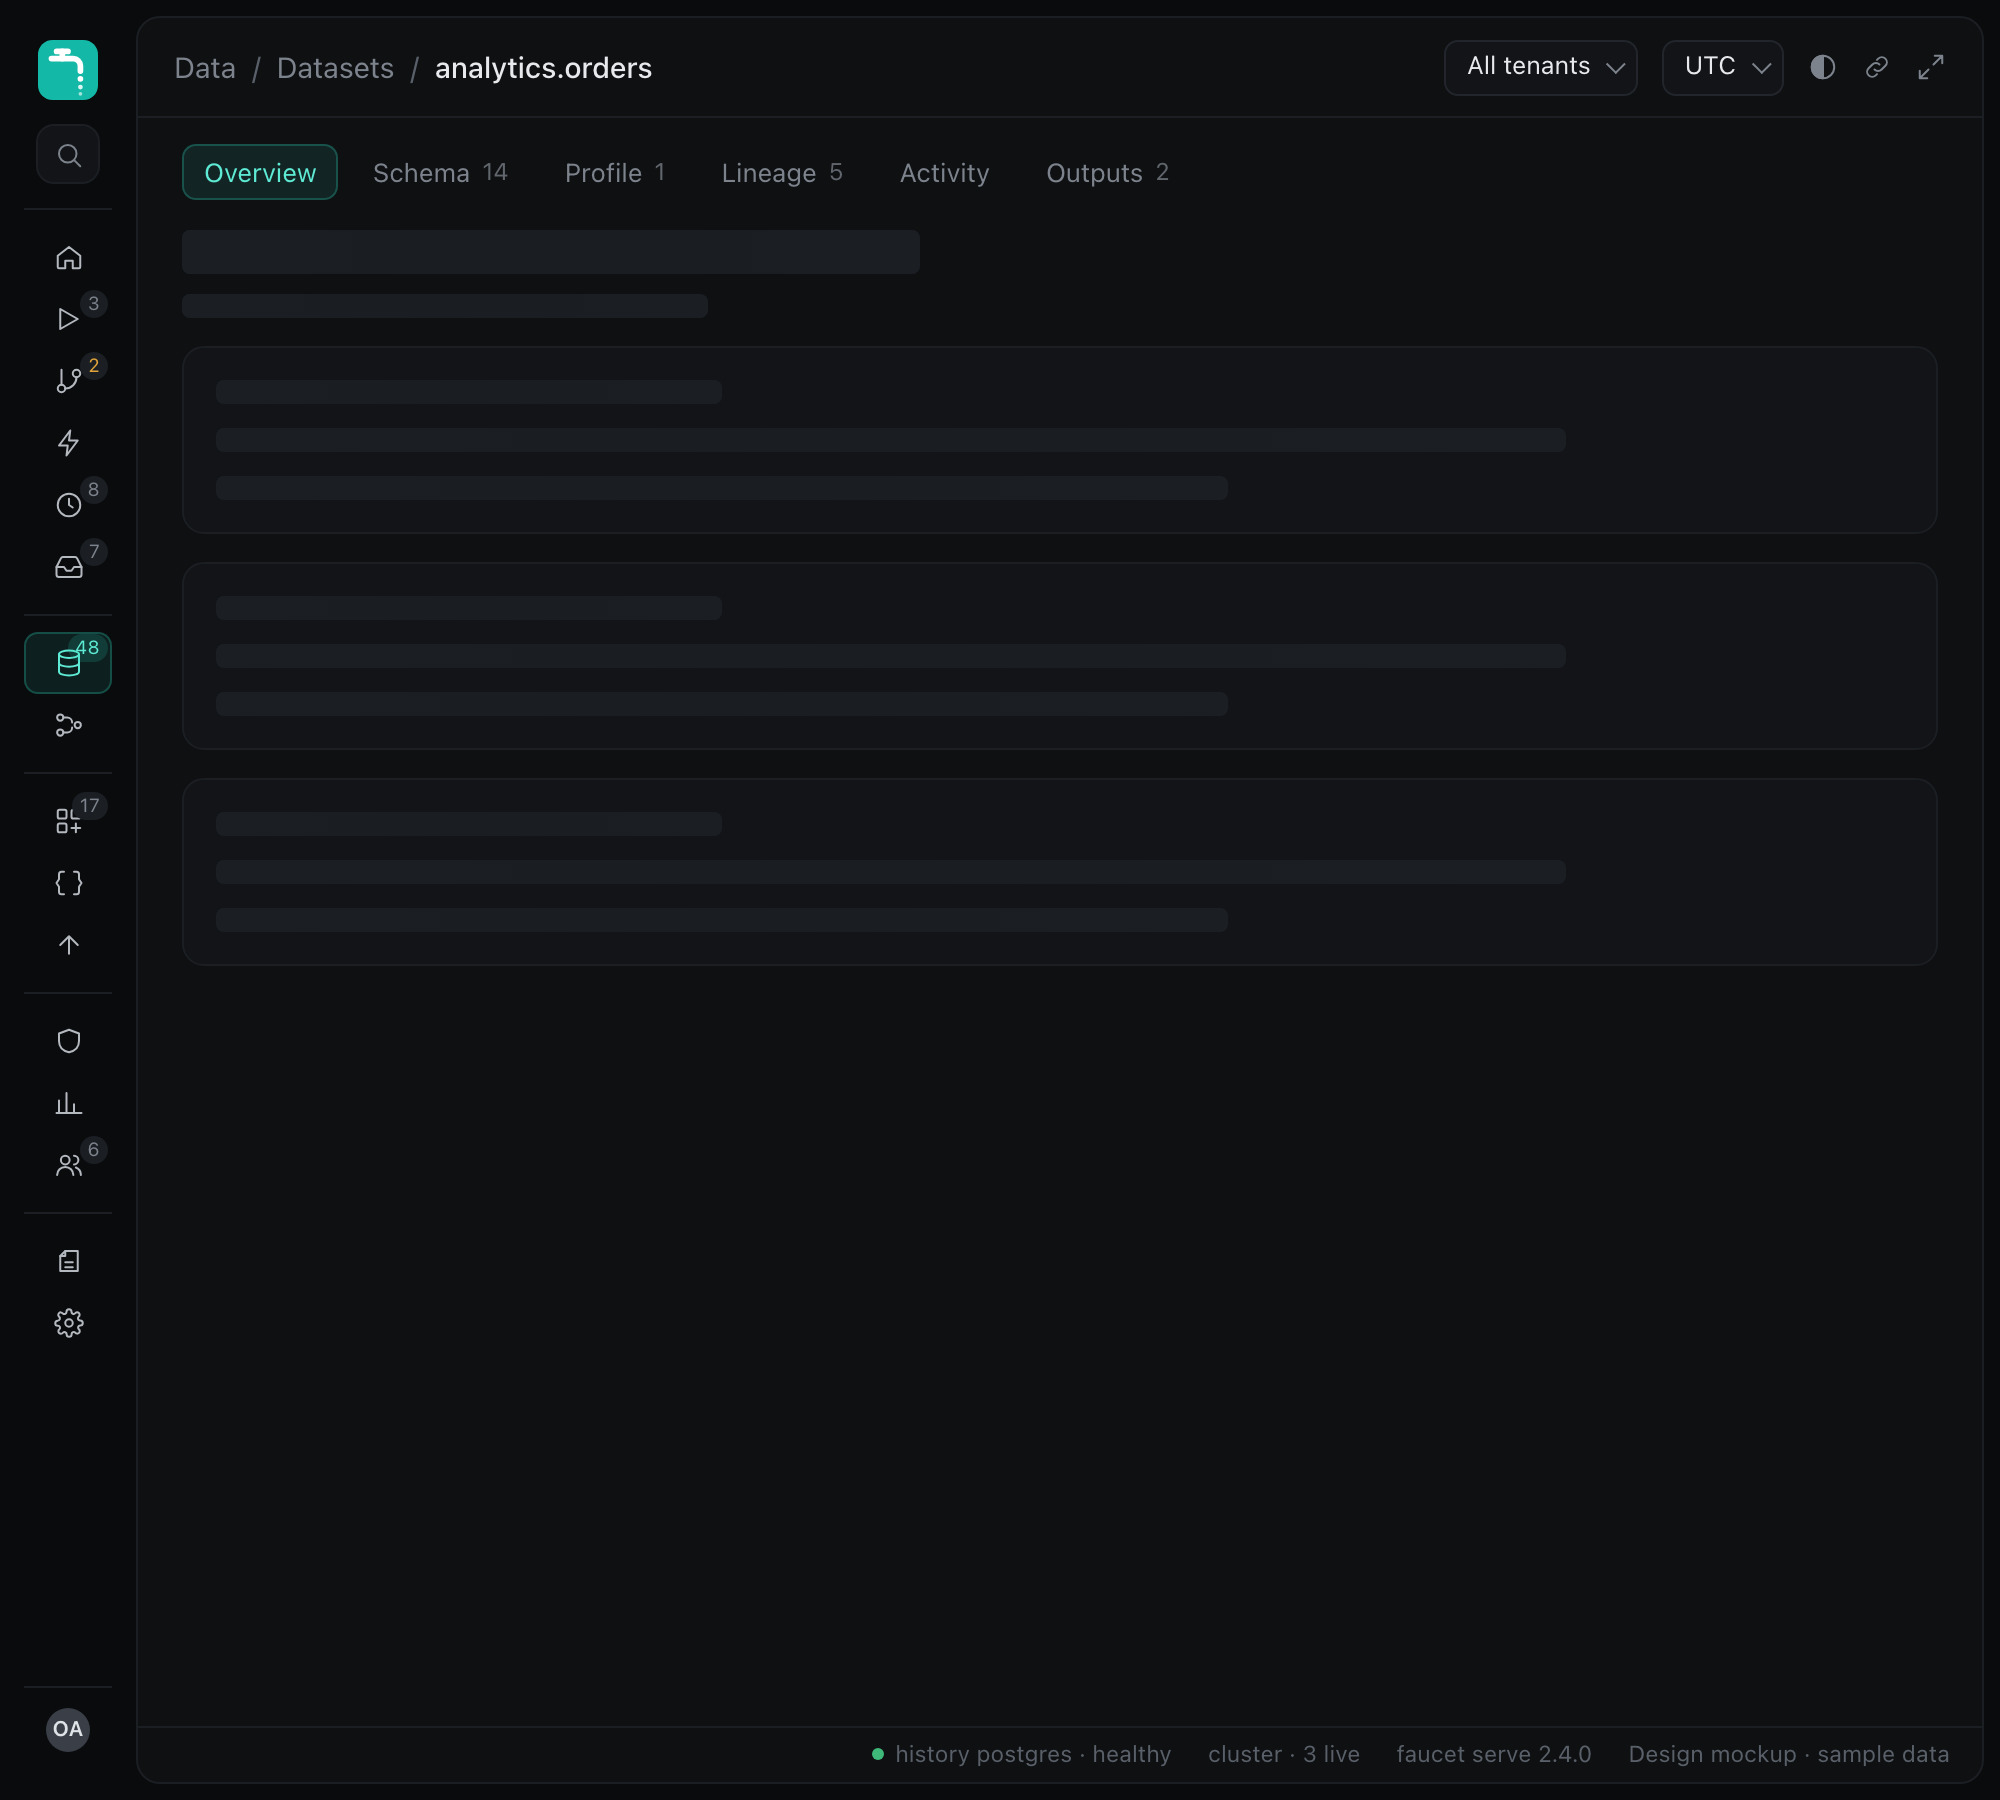 Data / Datasets / analytics.orders
All tenants
UTC
Overview
Schema 14
Profile 1
Lineage 5
Activity
Outputs 2
3
2
8
7
48
17
6
OA
history postgres · healthy
cluster · 3 live
faucet serve 2.4.0
Design mockup · sample data